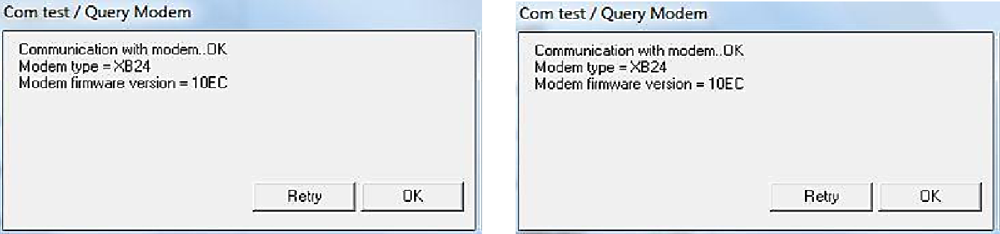 Com test / Query Modem
Communication with modem..OK
Modem type = XB24
Modem firmware version = 10EC
Retry OK
Com test / Query Modem
Communication with modem..OK
Modem type = XB24
Modem firmware version = 10EC
Retry OK